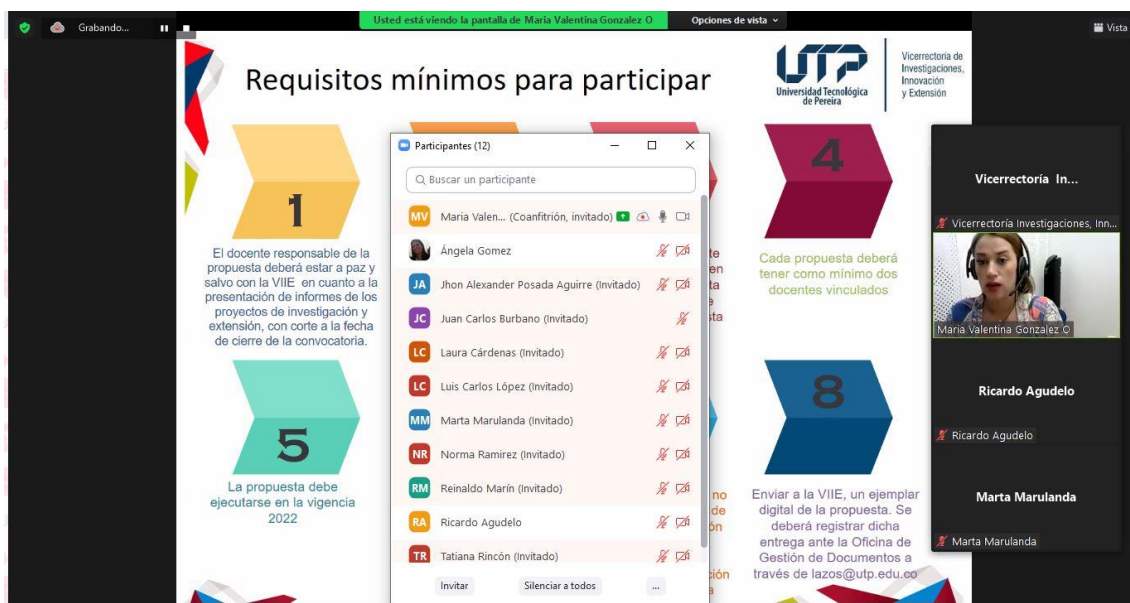 Grabando...
Usted está viendo la pantalla de Maria Valentina Gonzalez O
Opciones de vista
Vista
Requisitos mínimos para participar
UTP
Universidad Tecnológica
de Pereira
Vicerrectoría de
Investigaciones,
Innovación
y Extensión
1
El docente responsable de la
propuesta deberá estar a paz y
salvo con la VIIE en cuanto a la
presentación de informes de los
proyectos de investigación y
extensión, con corte a la fecha
de cierre de la convocatoria.
4
Cada propuesta deberá
tener como mínimo dos
docentes vinculados
5
La propuesta debe
ejecutarse en la vigencia
2022
8
Enviar a la VIIE, un ejemplar
digital de la propuesta. Se
deberá registrar dicha
entrega ante la Oficina de
Gestión de Documentos a
través de lazos@utp.edu.co
Participantes (12)
Buscar un participante
MV Maria Valen... (Coanfitrión, invitado)
Ángela Gomez
JA Jhon Alexander Posada Aguirre (Invitado)
JC Juan Carlos Burbano (Invitado)
LC Laura Cárdenas (Invitado)
LC Luis Carlos López (Invitado)
MM Marta Marulanda (Invitado)
NR Norma Ramirez (Invitado)
RM Reinaldo Marín (Invitado)
RA Ricardo Agudelo
TR Tatiana Rincón (Invitado)
Invitar
Silenciar a todos
...
no
de
Vicerrectoría In...
Vicerrectoría Investigaciones, Inn...
Maria Valentina Gonzalez O
Ricardo Agudelo
Ricardo Agudelo
Marta Marulanda
Marta Marulanda